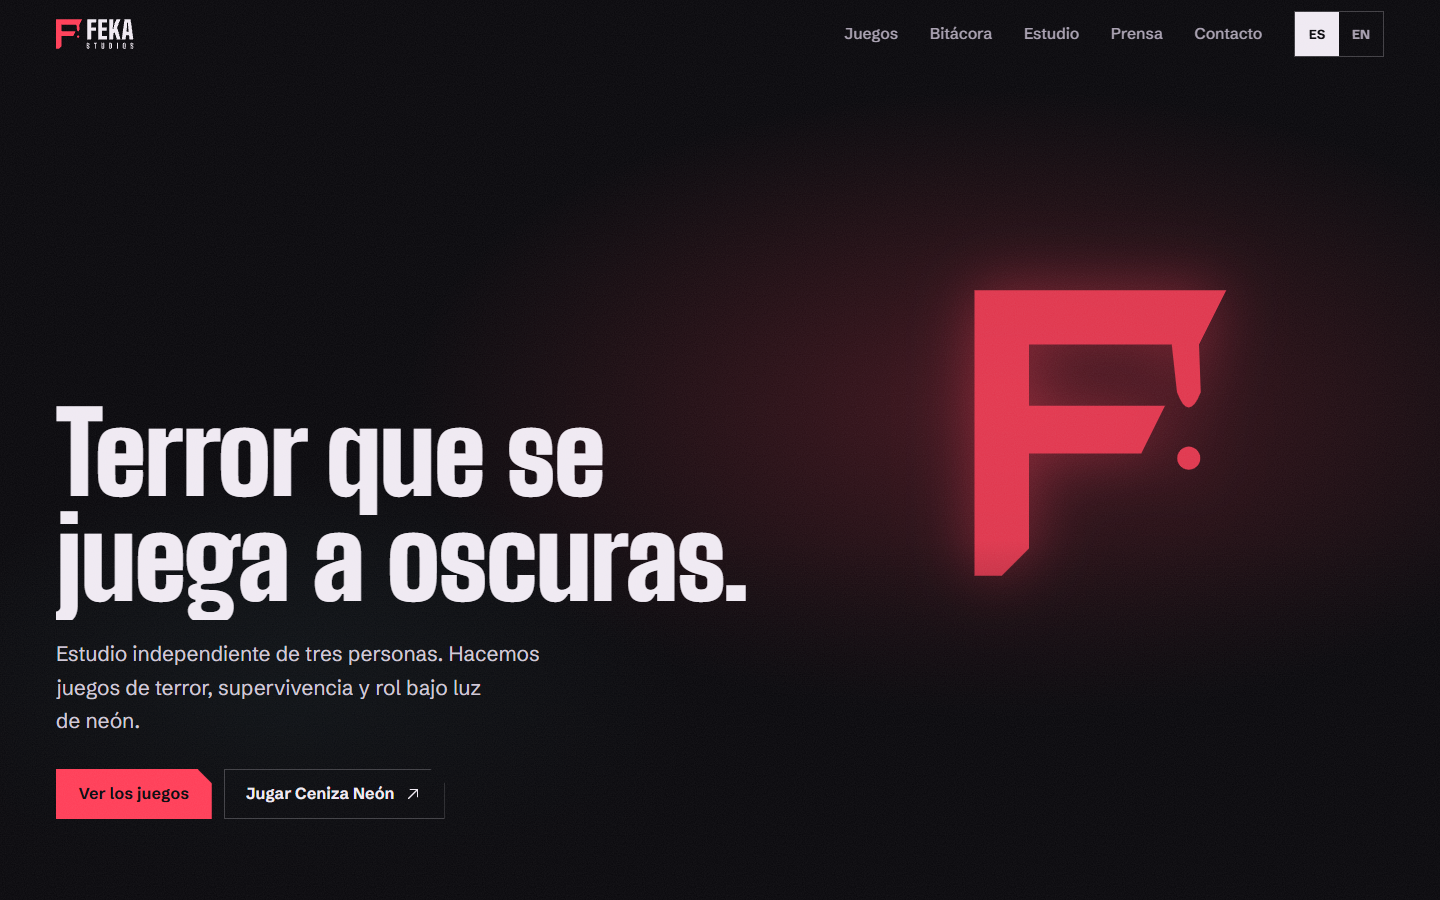 FEKA
STUDIOS
Juegos
Bitácora
Estudio
Prensa
Contacto
ES
EN
Terror que se
juega a oscuras.
Estudio independiente de tres personas. Hacemos
juegos de terror, supervivencia y rol bajo luz
de neón.
Ver los juegos
Jugar Ceniza Neón